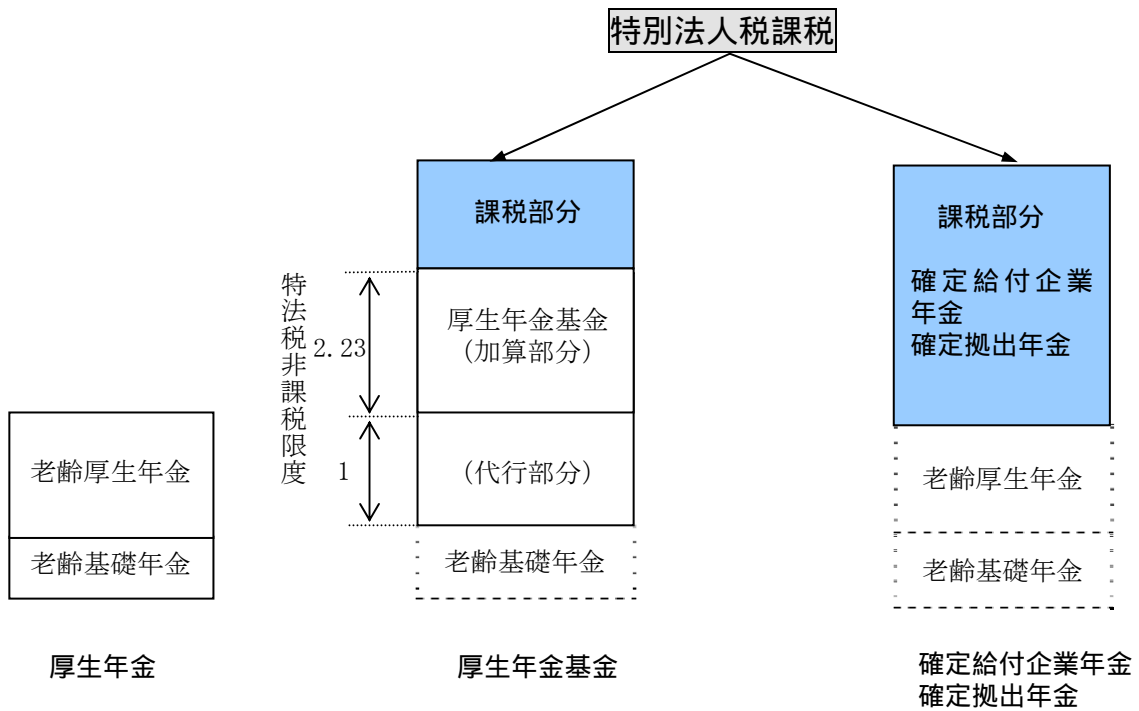 特別法人税課税
課税部分
厚生年金基金
(加算部分)
(代行部分)
老齢基礎年金
特法税非課税限度
2.23
1
老齢厚生年金
老齢基礎年金
課税部分
確定給付企業
年金
確定拠出年金
老齢厚生年金
老齢基礎年金
厚生年金
厚生年金基金
確定給付企業年金
確定拠出年金